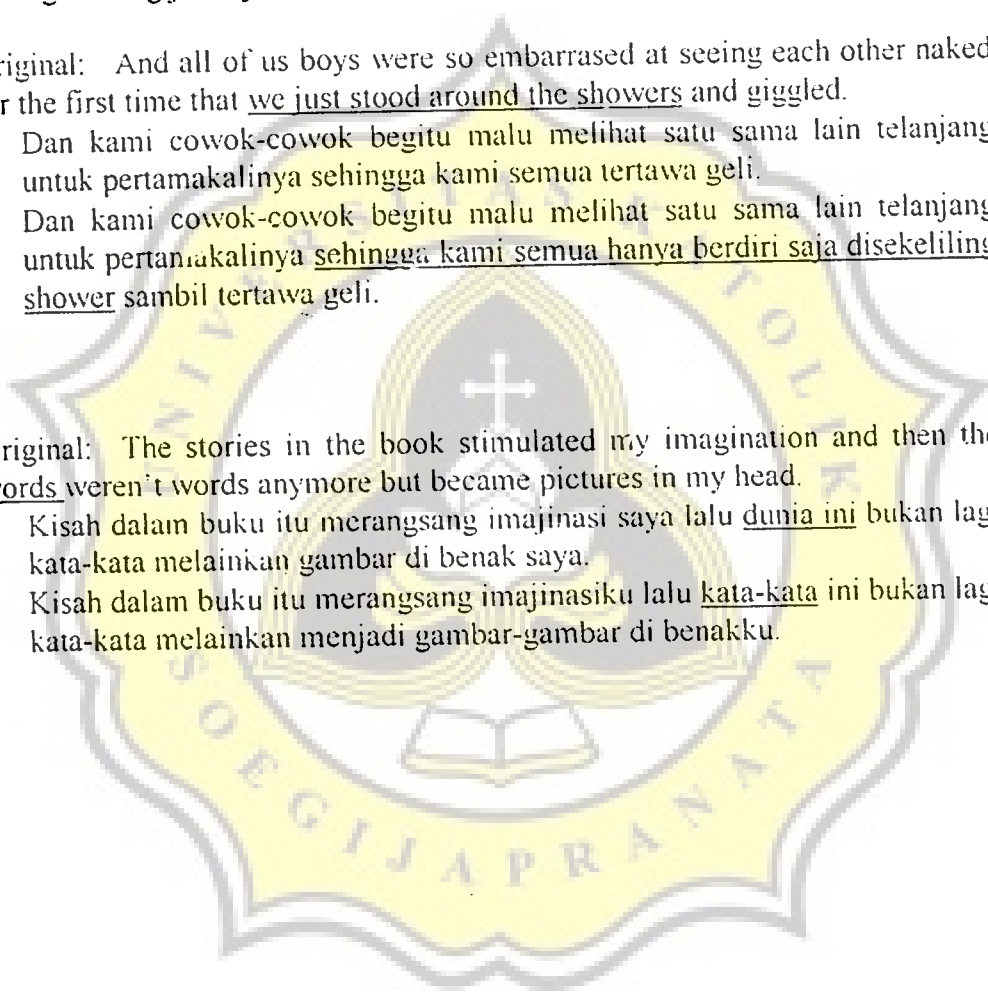 riginal: And all of us boys were so embarrased at seeing each other naked
r the first time that we just stood around the showers and giggled.
Dan kami cowok-cowok begitu malu melihat satu sama lain telanjang
untuk pertamakalinya sehingga kami semua tertawa geli.
Dan kami cowok-cowok begitu malu melihat satu sama lain telanjang
untuk pertamakalinya sehingga kami semua hanya berdiri saja disekeliling
shower sambil tertawa geli.
riginal: The stories in the book stimulated my imagination and then the
ords weren't words anymore but became pictures in my head.
Kisah dalam buku itu merangsang imajinasi saya lalu dunia ini bukan lag
kata-kata melainkan gambar di benak saya.
Kisah dalam buku itu merangsang imajinasiku lalu kata-kata ini bukan lag
kata-kata melainkan menjadi gambar-gambar di benakku.
UNIVERSITAS KATOLIK
SOEGIJAPRANATA